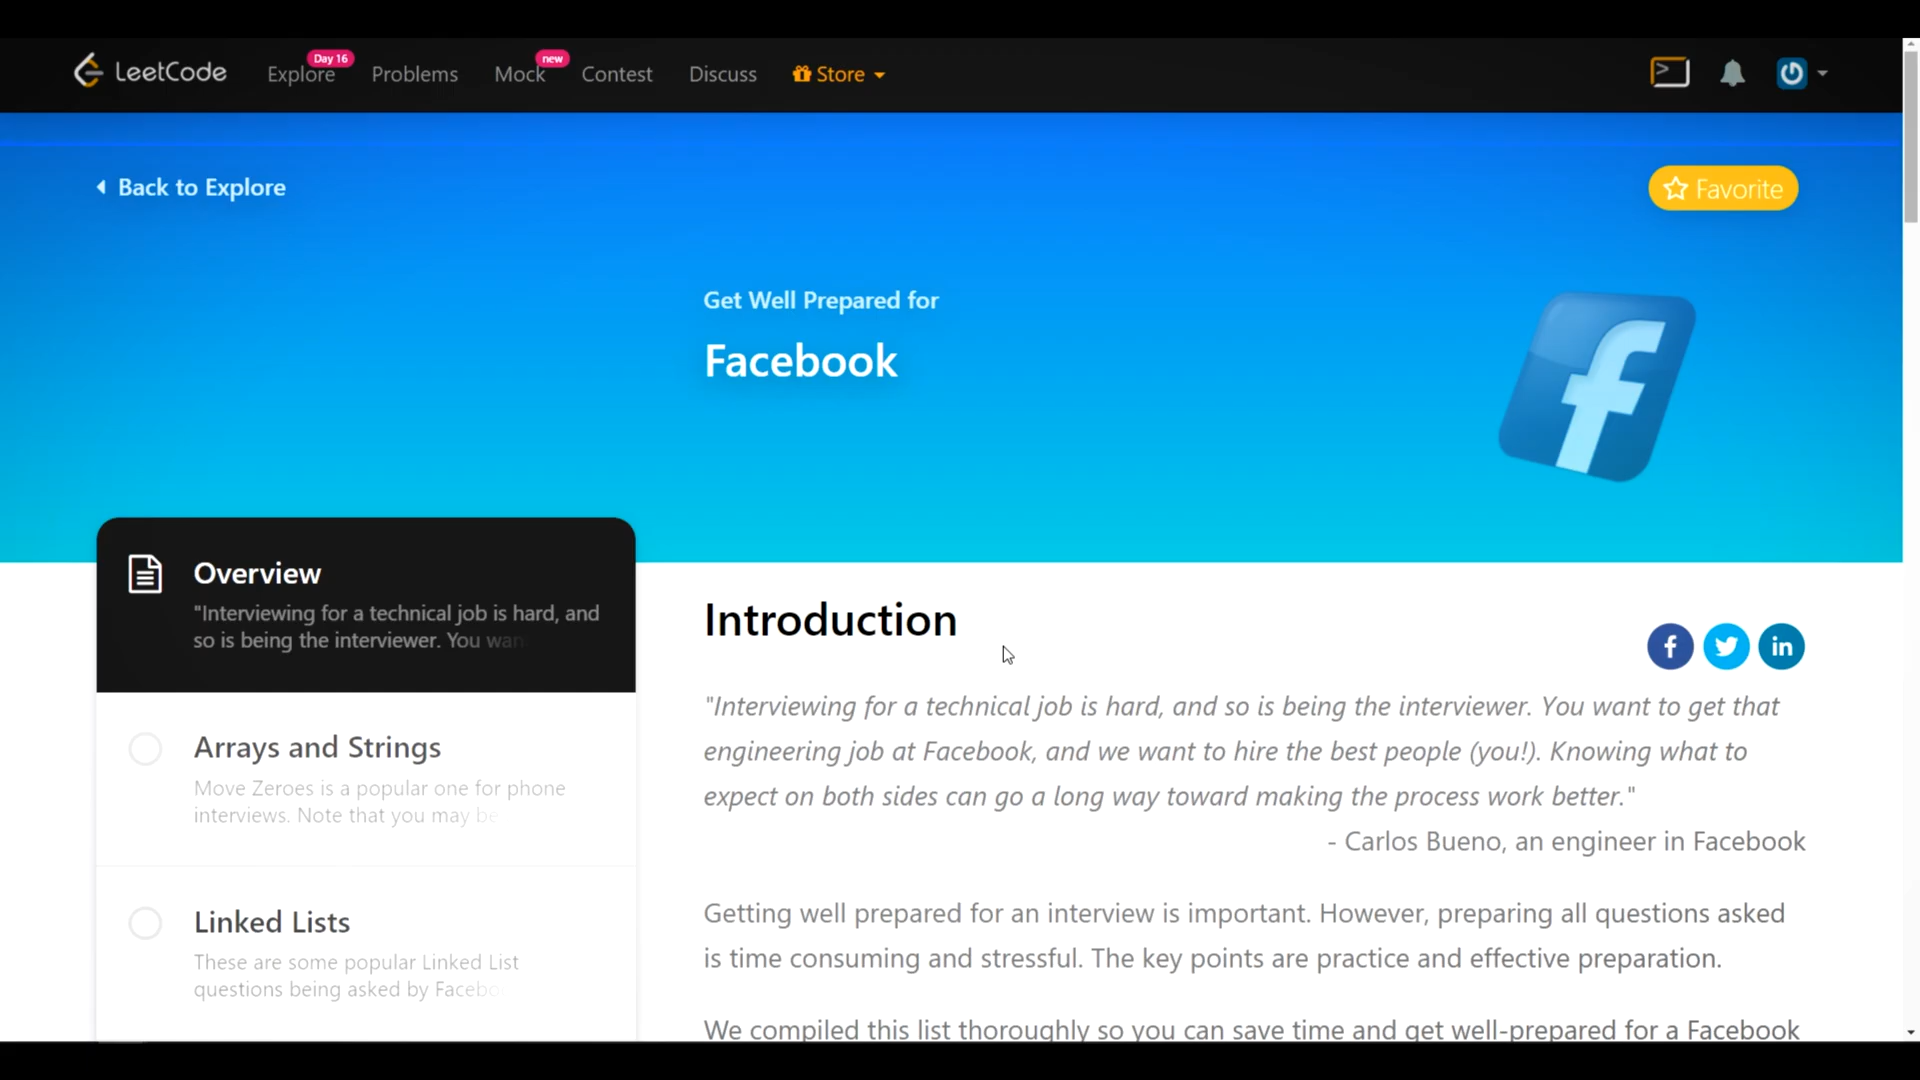 LeetCode
Explore
Day 16
Problems
Mock
new
Contest
Discuss
Store
Back to Explore
Favorite
Get Well Prepared for
Facebook
Overview
"Interviewing for a technical job is hard, and
so is being the interviewer. You wan
Arrays and Strings
Move Zeroes is a popular one for phone
interviews. Note that you may be
Linked Lists
These are some popular Linked List
questions being asked by Facebo
Introduction
"Interviewing for a technical job is hard, and so is being the interviewer. You want to get that
engineering job at Facebook, and we want to hire the best people (you!). Knowing what to
expect on both sides can go a long way toward making the process work better."
- Carlos Bueno, an engineer in Facebook
Getting well prepared for an interview is important. However, preparing all questions asked
is time consuming and stressful. The key points are practice and effective preparation.
We compiled this list thoroughly so you can save time and get well-prepared for a Facebook